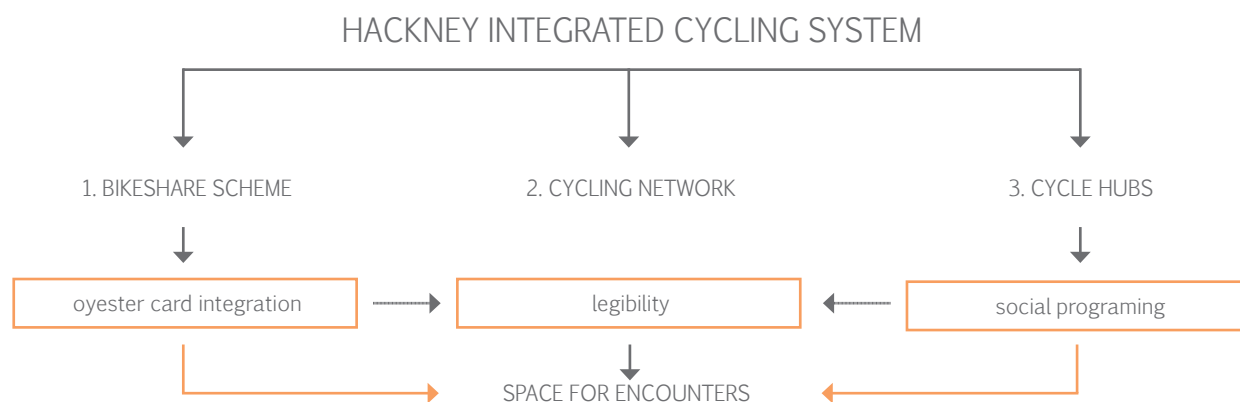 HACKNEY INTEGRATED CYCLING SYSTEM
1. BIKESHARE SCHEME
2. CYCLING NETWORK
3. CYCLE HUBS
oyester card integration
legibility
social programing
SPACE FOR ENCOUNTERS